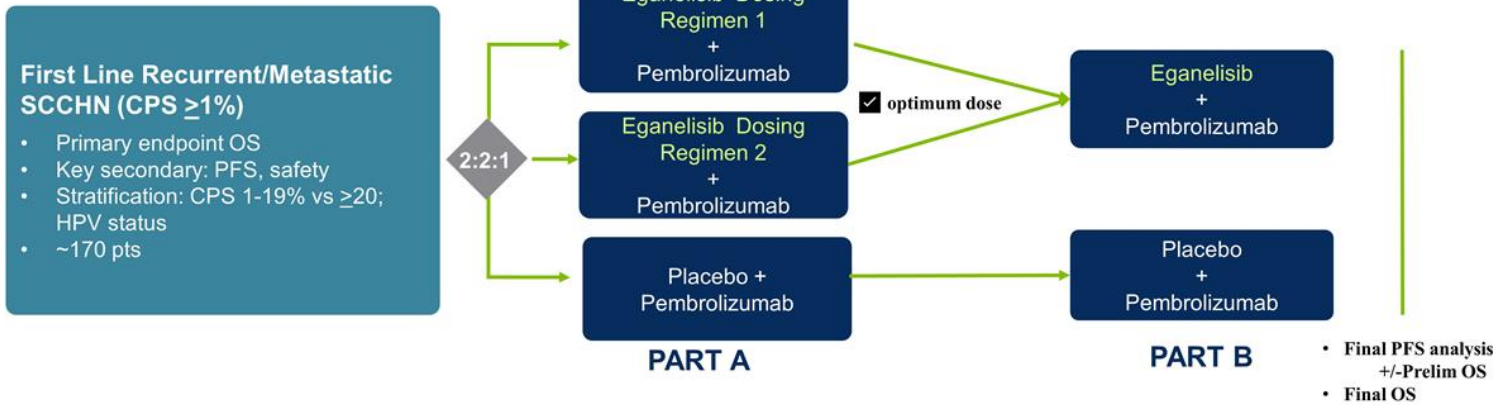 First Line Recurrent/Metastatic
SCCHN (CPS ≥1%)
• Primary endpoint OS
• Key secondary: PFS, safety
• Stratification: CPS 1-19% vs ≥20;
HPV status
• ~170 pts
2:2:1
Eganelisib Dosing
Regimen 1
+
Pembrolizumab
Eganelisib Dosing
Regimen 2
+
Pembrolizumab
Placebo +
Pembrolizumab
PART A
optimum dose
Eganelisib
+
Pembrolizumab
Placebo
+
Pembrolizumab
PART B
• Final PFS analysis
+/-Prelim OS
• Final OS